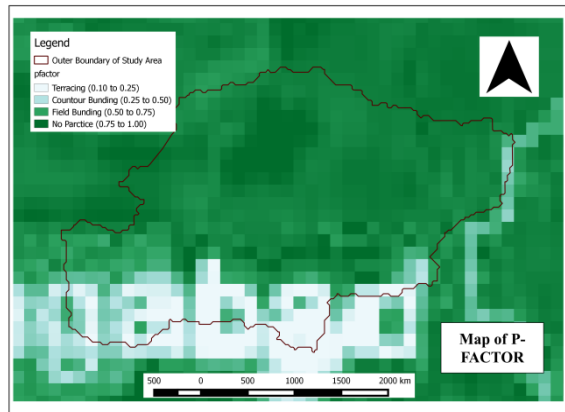 Legend
Outer Boundary of Study Area
pfactor
Terracing (0.10 to 0.25)
Countour Bunding (0.25 to 0.50)
Field Bunding (0.50 to 0.75)
No Parctice (0.75 to 1.00)
Map of P-
FACTOR
500 0 500 1000 1500 2000 km